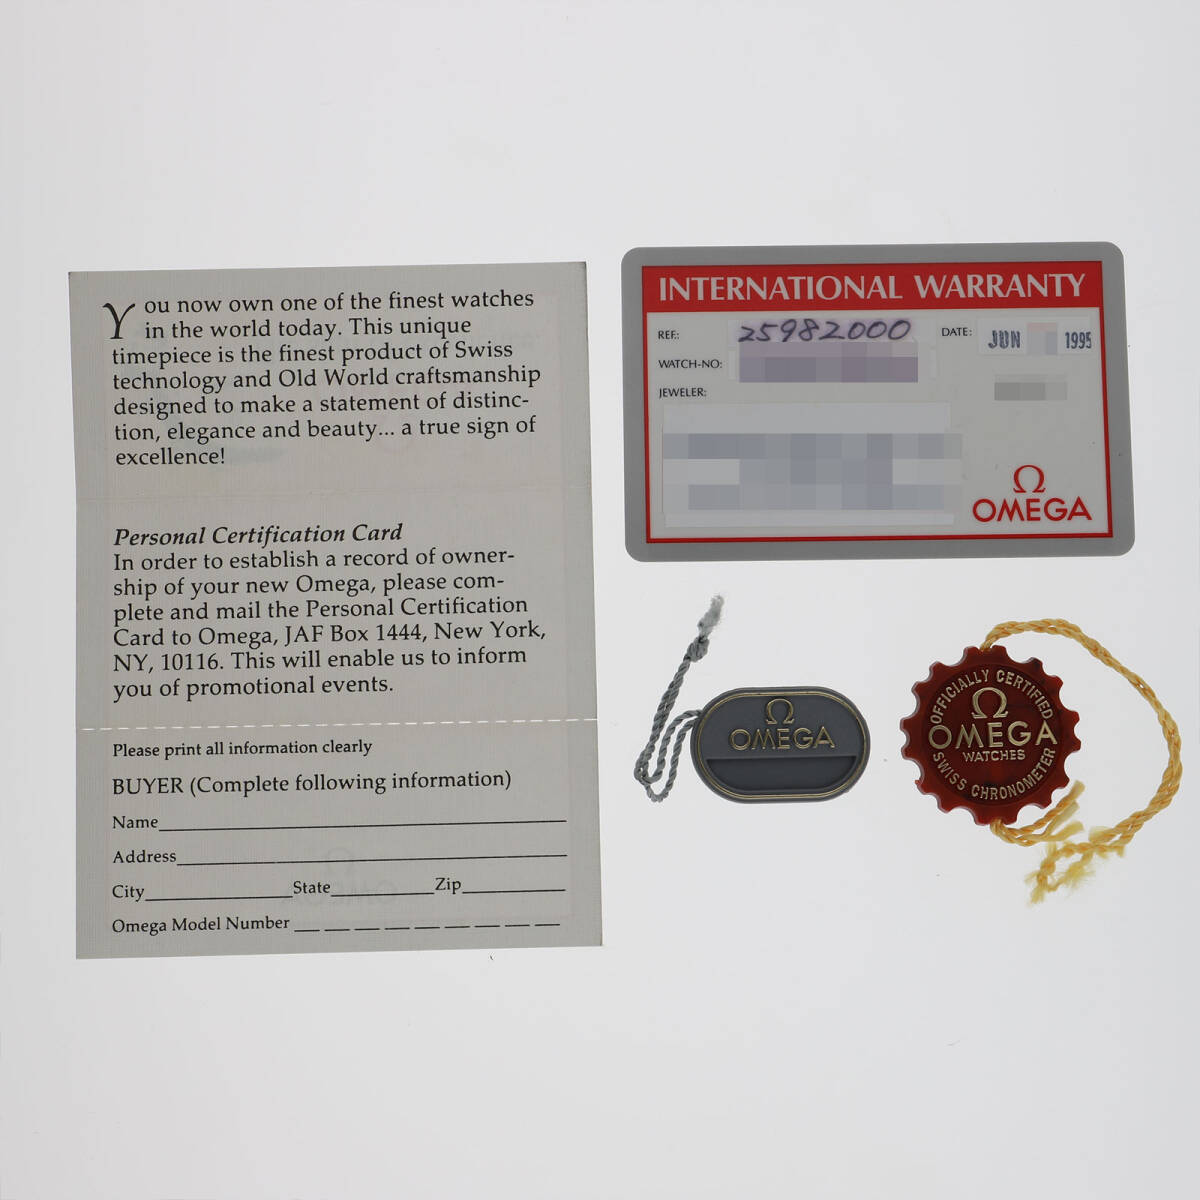 You now own one of the finest watches
in the world today. This unique
timepiece is the finest product of Swiss
technology and Old World craftsmanship
designed to make a statement of distinc-
tion, elegance and beauty... a true sign of
excellence!
Personal Certification Card
In order to establish a record of owner-
ship of your new Omega, please com-
plete and mail the Personal Certification
Card to Omega, JAF Box 1444, New York,
NY, 10116. This will enable us to inform
you of promotional events.
Please print all information clearly
BUYER (Complete following information)
Name
Address
City State Zip
Omega Model Number
INTERNATIONAL WARRANTY
REF.: 25982000 DATE: JUN 1995
WATCH-NO:
JEWELER:
Ω
OMEGA
Ω
OMEGA
OFFICIALLY CERTIFIED
Ω
OMEGA
WATCHES
SWISS CHRONOMETER